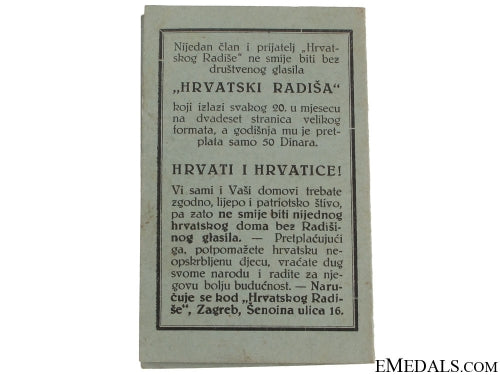 Nijedan član i prijatelj „Hrvat-
skog Radiše" ne smije biti bez
društvenog glasila
„HRVATSKI RADIŠA"
koji izlazi svakog 20. u mjesecu
na dvadeset stranica velikog
formata, a godišnja mu je pret-
plata samo 50 Dinara.
HRVATI I HRVATICE!
Vi sami i Vaši domovi trebate
zgodno, lijepo i patriotsko štivo,
pa zato ne smije biti nijednog
hrvatskog doma bez Radiši-
nog glasila. — Pretplaćujući
ga, potpomažete hrvatsku ne-
opskrbljenu djecu, vraćate dug
svome narodu i radite za nje-
govu bolju budućnost. — Naru-
čuje se kod „Hrvatskog Radi-
še", Zagreb, Šenoina ulica 16.
EMEDALS.COM